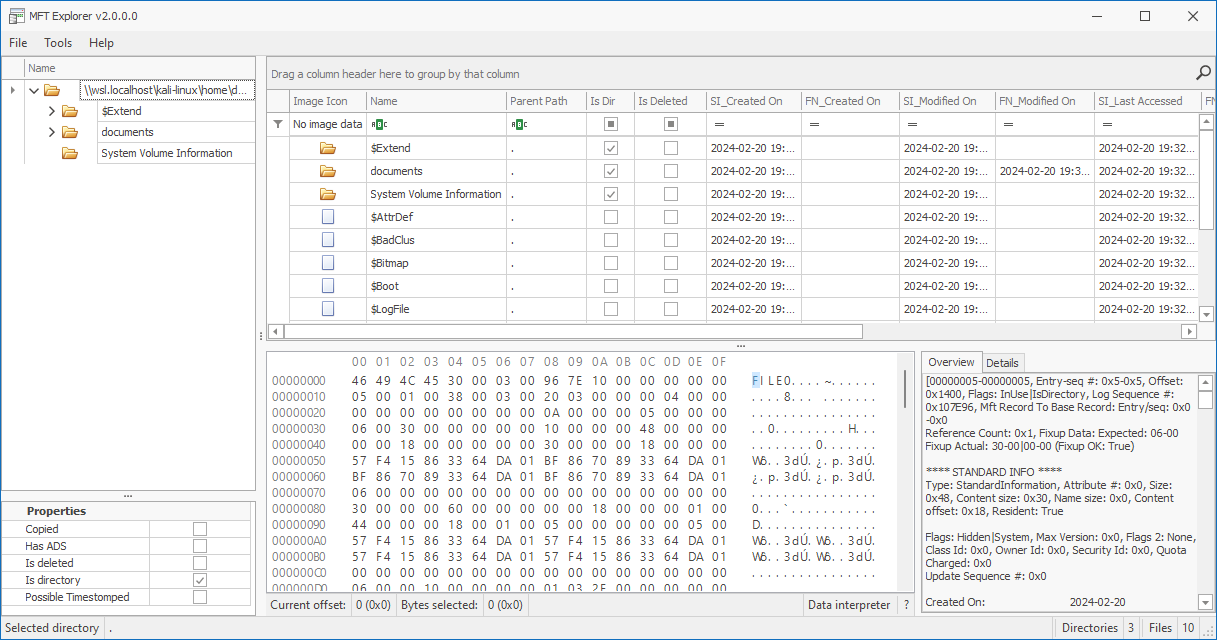 MFT Explorer v2.0.0.0
File Tools Help
Name
\\wsl.localhost\kali-linux\home\d...
$Extend
documents
System Volume Information
Drag a column header here to group by that column
Image Icon Name Parent Path Is Dir Is Deleted SI_Created On FN_Created On SI_Modified On FN_Modified On SI_Last Accessed FN
No image data ABC ABC = = = = =
$Extend . 2024-02-20 19:... 2024-02-20 19:... 2024-02-20 19:32...
documents . 2024-02-20 19:... 2024-02-20 19:... 2024-02-20 19:3... 2024-02-20 19:32...
System Volume Information . 2024-02-20 19:... 2024-02-20 19:... 2024-02-20 19:32...
$AttrDef . 2024-02-20 19:... 2024-02-20 19:... 2024-02-20 19:32...
$BadClus . 2024-02-20 19:... 2024-02-20 19:... 2024-02-20 19:32...
$Bitmap . 2024-02-20 19:... 2024-02-20 19:... 2024-02-20 19:32...
$Boot . 2024-02-20 19:... 2024-02-20 19:... 2024-02-20 19:32...
$LogFile . 2024-02-20 19:... 2024-02-20 19:... 2024-02-20 19:32...
00 01 02 03 04 05 06 07 08 09 0A 0B 0C 0D 0E 0F
00000000 46 49 4C 45 30 00 03 00 96 7E 10 00 00 00 00 00 FILE0....~......
00000010 05 00 01 00 38 00 03 00 20 03 00 00 00 04 00 00 ....8... .......
00000020 00 00 00 00 00 00 00 00 0A 00 00 00 05 00 00 00 ................
00000030 06 00 30 00 00 00 00 00 10 00 00 00 48 00 00 00 ..0.........H...
00000040 00 00 18 00 00 00 00 00 30 00 00 00 18 00 00 00 ........0.......
00000050 57 F4 15 86 33 64 DA 01 BF 86 70 89 33 64 DA 01 Wô..3dÚ.¿.p.3dÚ.
00000060 BF 86 70 89 33 64 DA 01 BF 86 70 89 33 64 DA 01 ¿.p.3dÚ.¿.p.3dÚ.
00000070 06 00 00 00 00 00 00 00 00 00 00 00 00 00 00 00 ................
00000080 30 00 00 00 60 00 00 00 00 00 18 00 00 00 01 00 0...`...........
00000090 44 00 00 00 18 00 01 00 05 00 00 00 00 00 05 00 D...............
000000A0 57 F4 15 86 33 64 DA 01 57 F4 15 86 33 64 DA 01 Wô..3dÚ.Wô..3dÚ.
000000B0 57 F4 15 86 33 64 DA 01 57 F4 15 86 33 64 DA 01 Wô..3dÚ.Wô..3dÚ.
000000C0 00 00 00 00 00 00 00 00 00 00 00 00 00 00 00 00 ................
000000D0 06 00 00 10 00 00 00 00 01 03 2E 00 00 00 00 00
Overview Details
[00000005-00000005, Entry-seq #: 0x5-0x5, Offset:
0x1400, Flags: InUse|IsDirectory, Log Sequence #:
0x107E96, Mft Record To Base Record: Entry/seq: 0x0
-0x0
Reference Count: 0x1, Fixup Data: Expected: 06-00
Fixup Actual: 30-00|00-00 (Fixup OK: True)
**** STANDARD INFO ****
Type: StandardInformation, Attribute #: 0x0, Size:
0x48, Content size: 0x30, Name size: 0x0, Content
offset: 0x18, Resident: True
Flags: Hidden|System, Max Version: 0x0, Flags 2: None,
Class Id: 0x0, Owner Id: 0x0, Security Id: 0x0, Quota
Charged: 0x0
Update Sequence #: 0x0
Created On: 2024-02-20
Properties
Copied
Has ADS
Is deleted
Is directory
Possible Timestomped
Current offset: 0 (0x0) Bytes selected: 0 (0x0) Data interpreter ?
Selected directory . Directories 3 Files 10